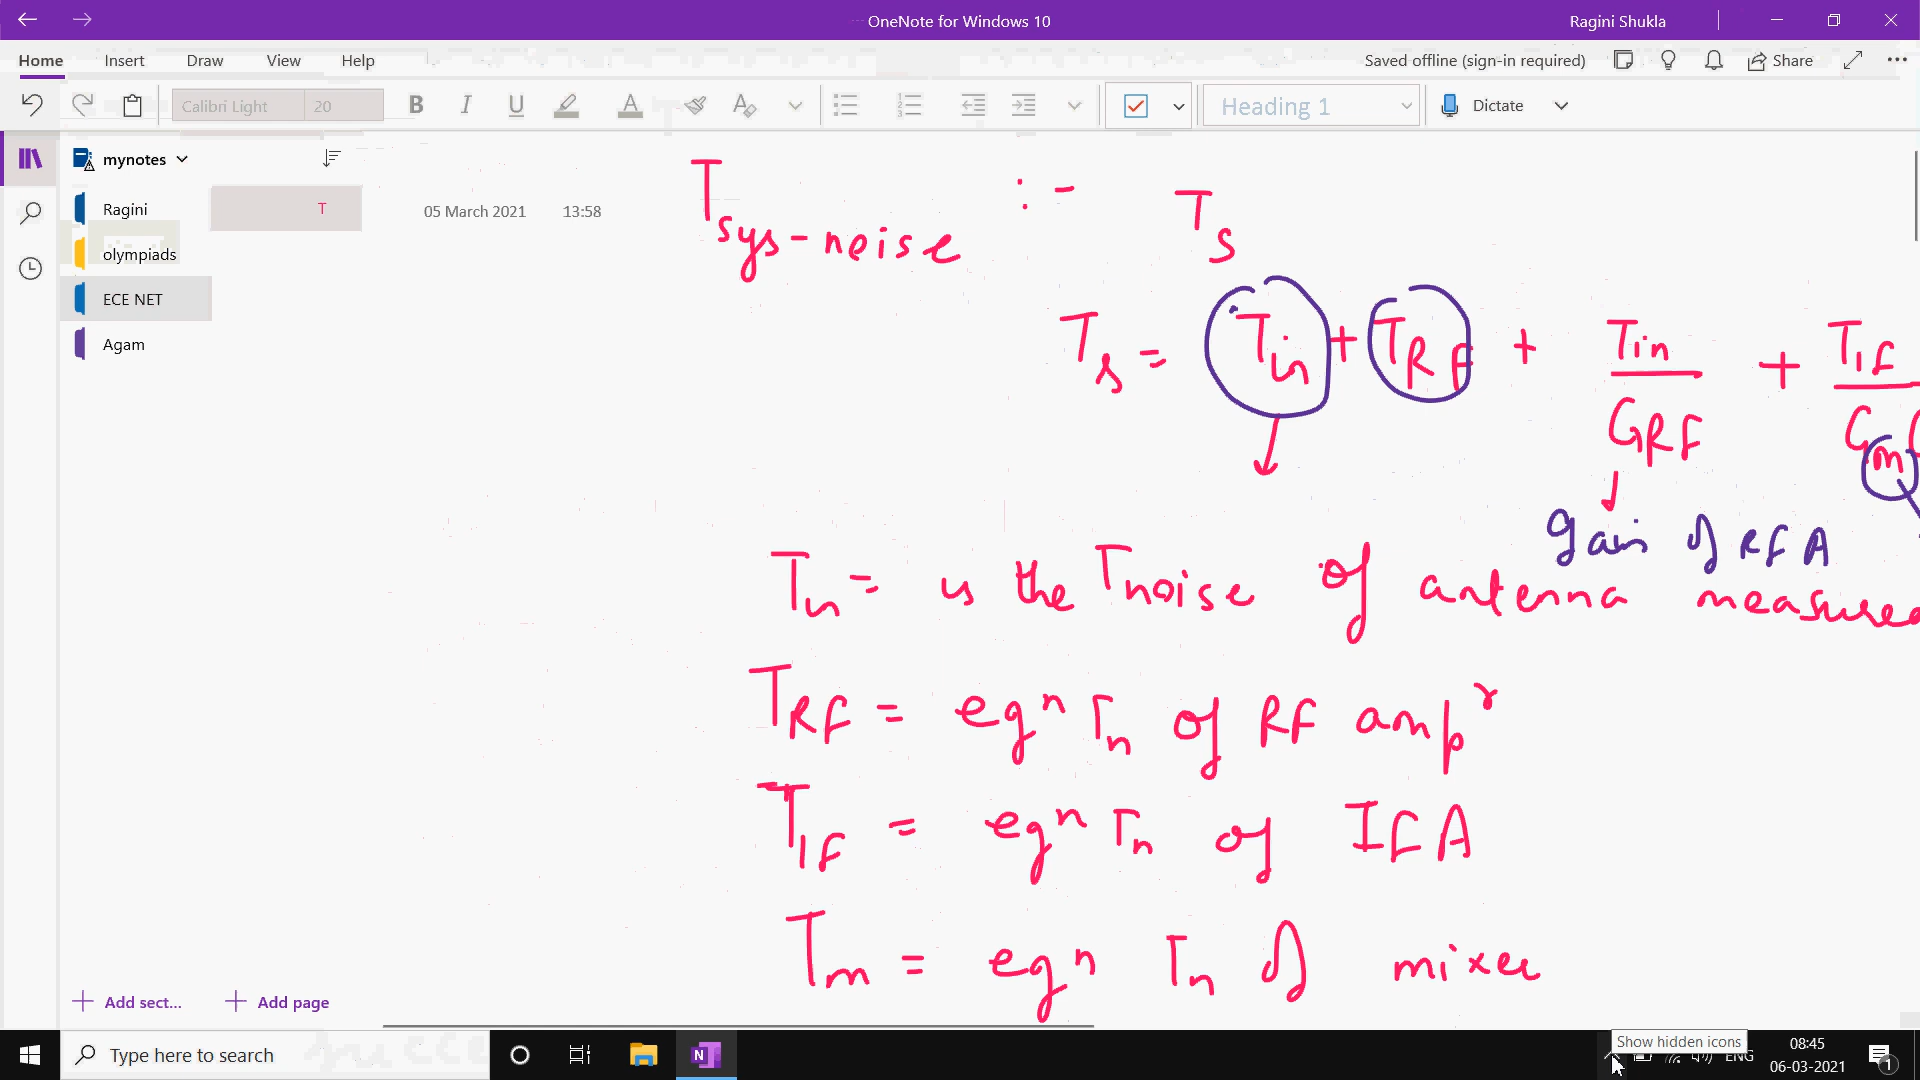 OneNote for Windows 10
Ragini Shukla
Home Insert Draw View Help
Saved offline (sign-in required) Share
Calibri Light 20 B I U A Heading 1 Dictate
mynotes
Ragini
olympiads
ECE NET
Agam
T
05 March 2021 13:58
T sys-noise :- Ts
Ts = Tin + TRF + Tin/GRF + TIF/Gm
gain of RFA
Tin = is the Tnoise of antenna measured
TRF = eqn Tn of RF ampr
TIF = eqn Tn of IFA
Tm = eqn Tn of mixer
Add sect... Add page
Type here to search
Show hidden icons
ENG
08:45
06-03-2021
1